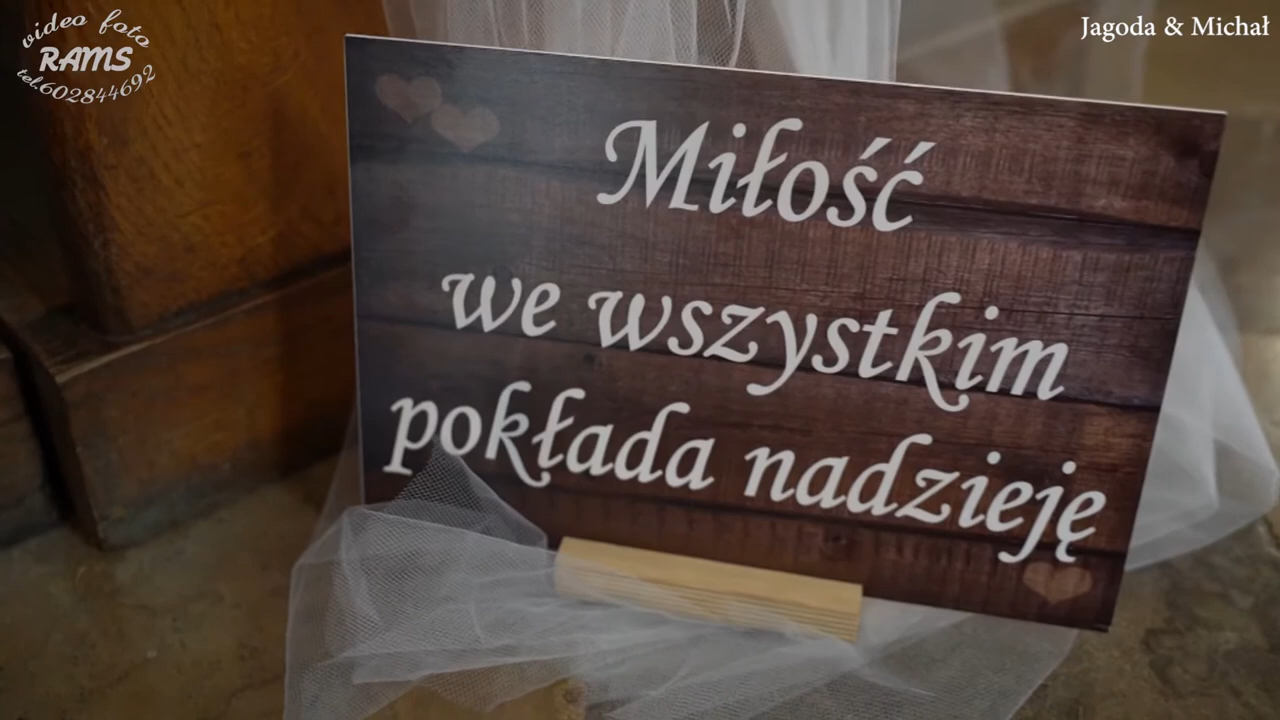 video foto
RAMS
tel.602844692
Jagoda & Michał
Miłość
we wszystkim
pokłada nadzieję